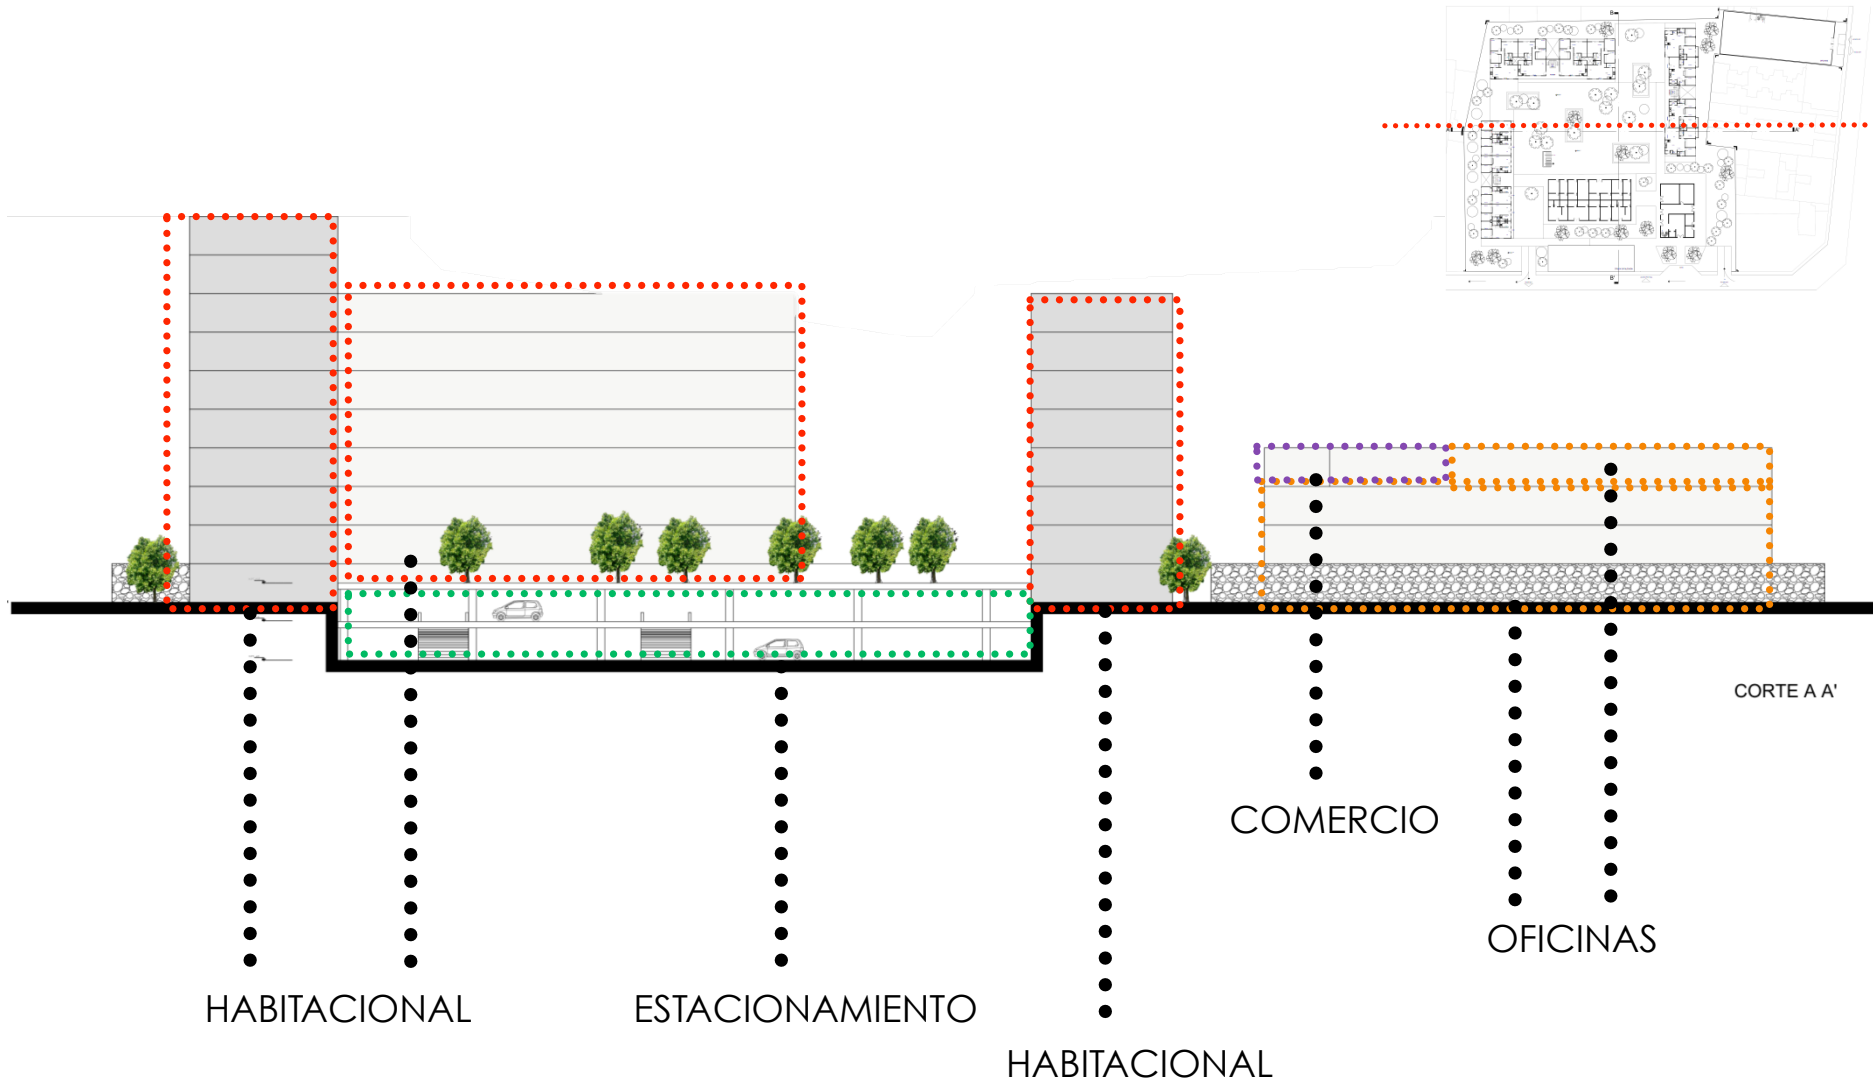 CORTE A A'
COMERCIO
OFICINAS
HABITACIONAL
ESTACIONAMIENTO
HABITACIONAL